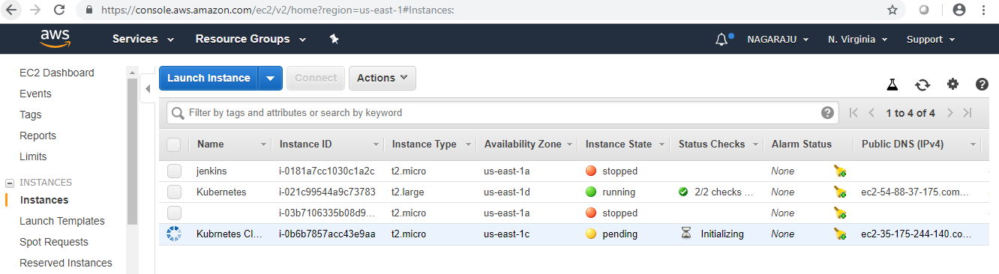 https://console.aws.amazon.com/ec2/v2/home?region=us-east-1#Instances:
aws Services Resource Groups NAGARAJU N. Virginia Support
EC2 Dashboard
Events
Tags
Reports
Limits
INSTANCES
Instances
Launch Templates
Spot Requests
Reserved Instances
Launch Instance Connect Actions
Filter by tags and attributes or search by keyword ? 1 to 4 of 4
Name Instance ID Instance Type Availability Zone Instance State Status Checks Alarm Status Public DNS (IPv4)
jenkins i-0181a7cc1030c1a2c t2.micro us-east-1a stopped None
Kubernetes i-021c99544a9c73783 t2.large us-east-1d running 2/2 checks ... None ec2-54-88-37-175.com...
i-03b7106335b08d9... t2.micro us-east-1a stopped None
Kubrnetes Cl... i-0b6b7857acc43e9aa t2.micro us-east-1c pending Initializing None ec2-35-175-244-140.co...